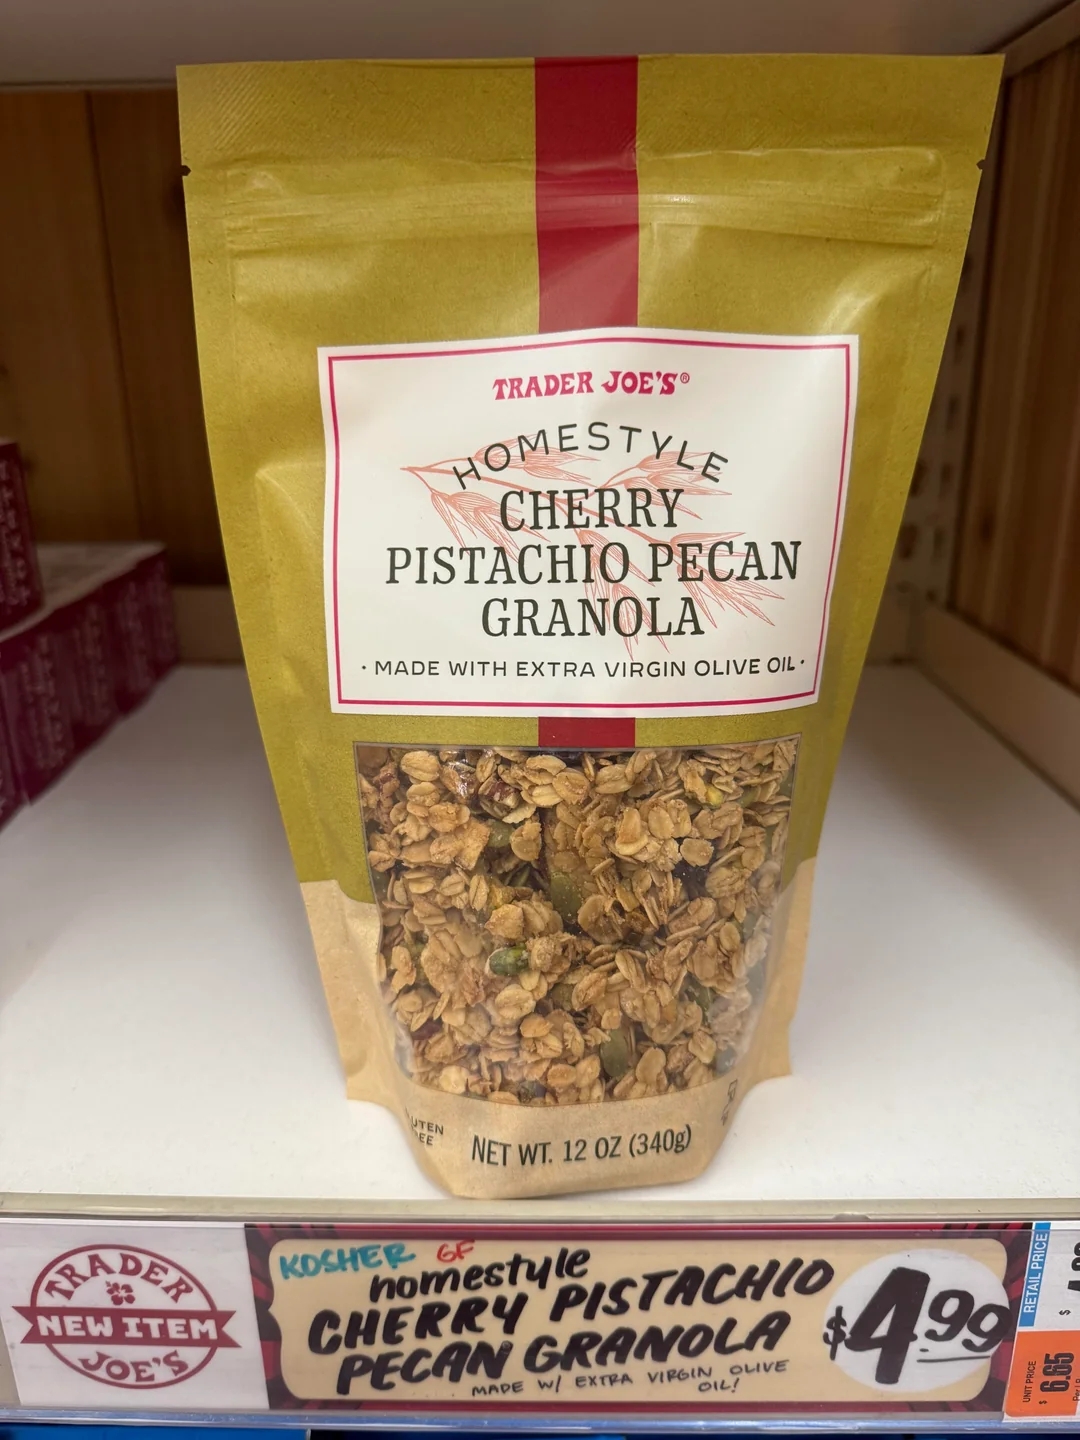 TRADER JOE'S®
HOMESTYLE
CHERRY
PISTACHIO PECAN
GRANOLA
· MADE WITH EXTRA VIRGIN OLIVE OIL ·
NET WT. 12 OZ (340g)
TRADER
NEW ITEM
JOE'S
KOSHER GF
homestyle
CHERRY PISTACHIO
PECAN GRANOLA
MADE W/ EXTRA VIRGIN OLIVE
OIL!
$4.99
RETAIL PRICE
$
UNIT PRICE
$ 6.65